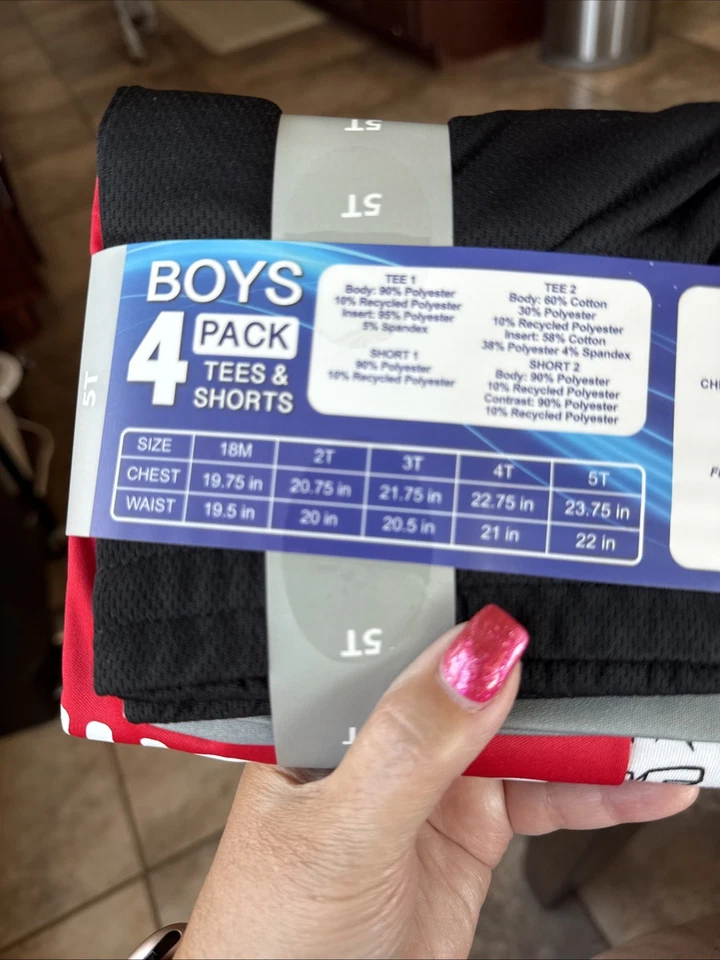 5T
5T
BOYS
4 PACK
TEES &
SHORTS
5T
TEE 1
Body: 90% Polyester
10% Recycled Polyester
Insert: 95% Polyester
5% Spandex
SHORT 1
90% Polyester
10% Recycled Polyester
TEE 2
Body: 60% Cotton
30% Polyester
10% Recycled Polyester
Insert: 58% Cotton
38% Polyester 4% Spandex
SHORT 2
Body: 90% Polyester
10% Recycled Polyester
Contrast: 90% Polyester
10% Recycled Polyester
CH
SIZE 18M 2T 3T 4T 5T
CHEST 19.75 in 20.75 in 21.75 in 22.75 in 23.75 in
WAIST 19.5 in 20 in 20.5 in 21 in 22 in
5T